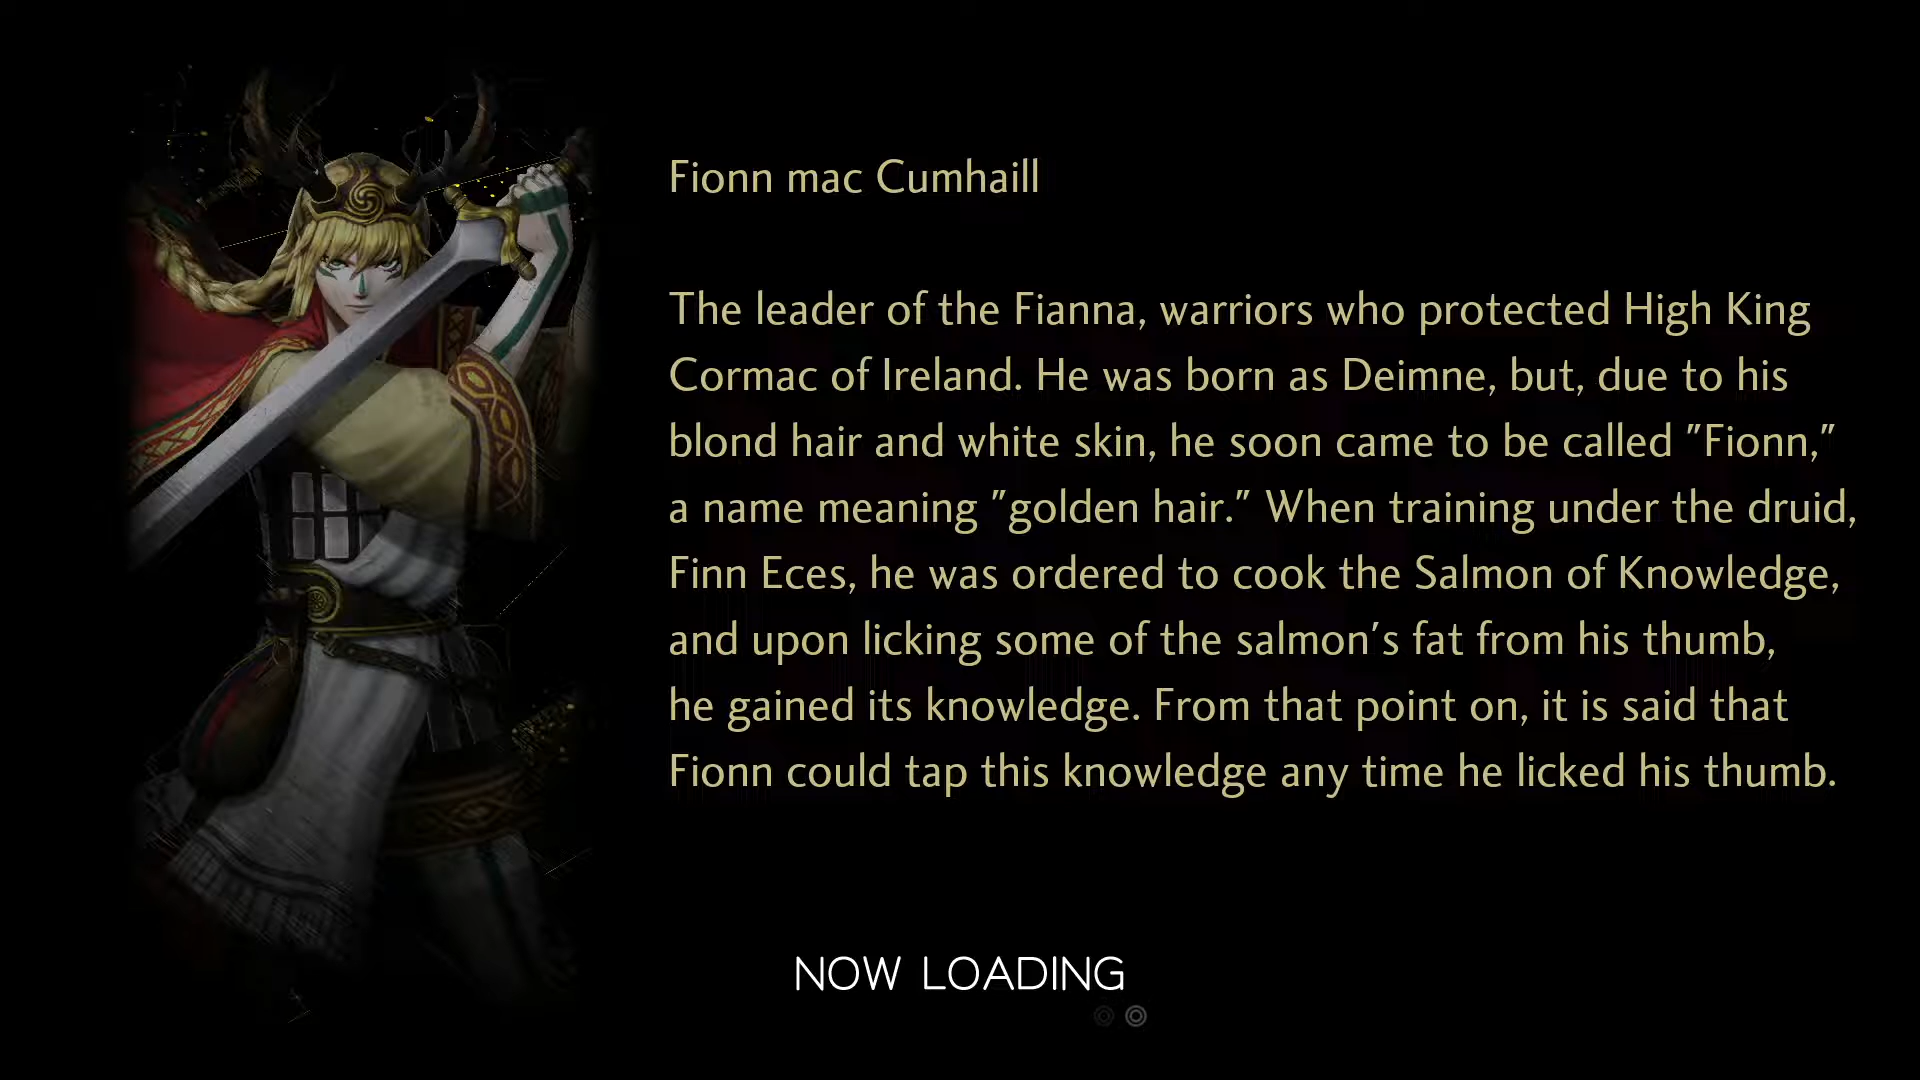 Fionn mac Cumhaill
The leader of the Fianna, warriors who protected High King
Cormac of Ireland. He was born as Deimne, but, due to his
blond hair and white skin, he soon came to be called "Fionn,"
a name meaning "golden hair." When training under the druid,
Finn Eces, he was ordered to cook the Salmon of Knowledge,
and upon licking some of the salmon's fat from his thumb,
he gained its knowledge. From that point on, it is said that
Fionn could tap this knowledge any time he licked his thumb.
NOW LOADING